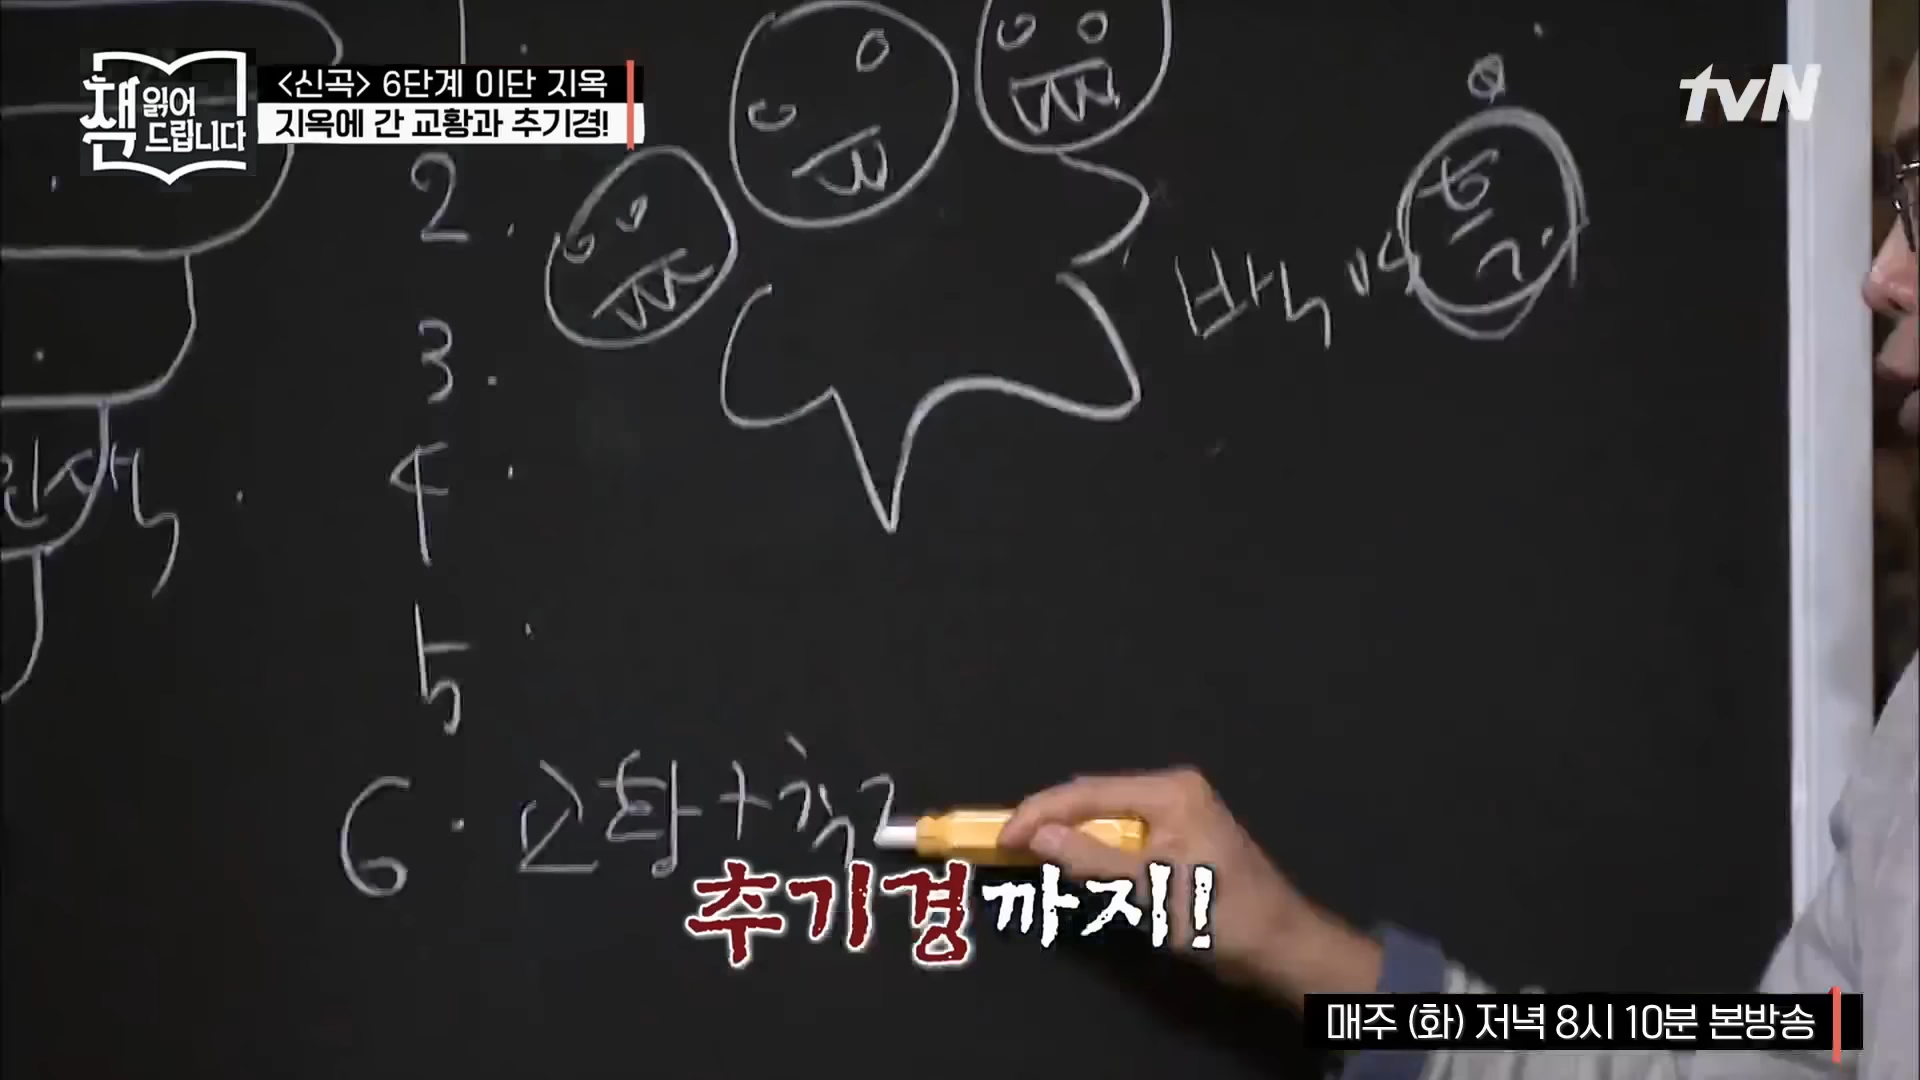 책 읽어 드립니다
<신곡> 6단계 이단 지옥
지옥에 간 교황과 추기경!
tvN
2.
3.
4.
5.
6. 교황 + 추기
추기경까지!
매주 (화) 저녁 8시 10분 본방송